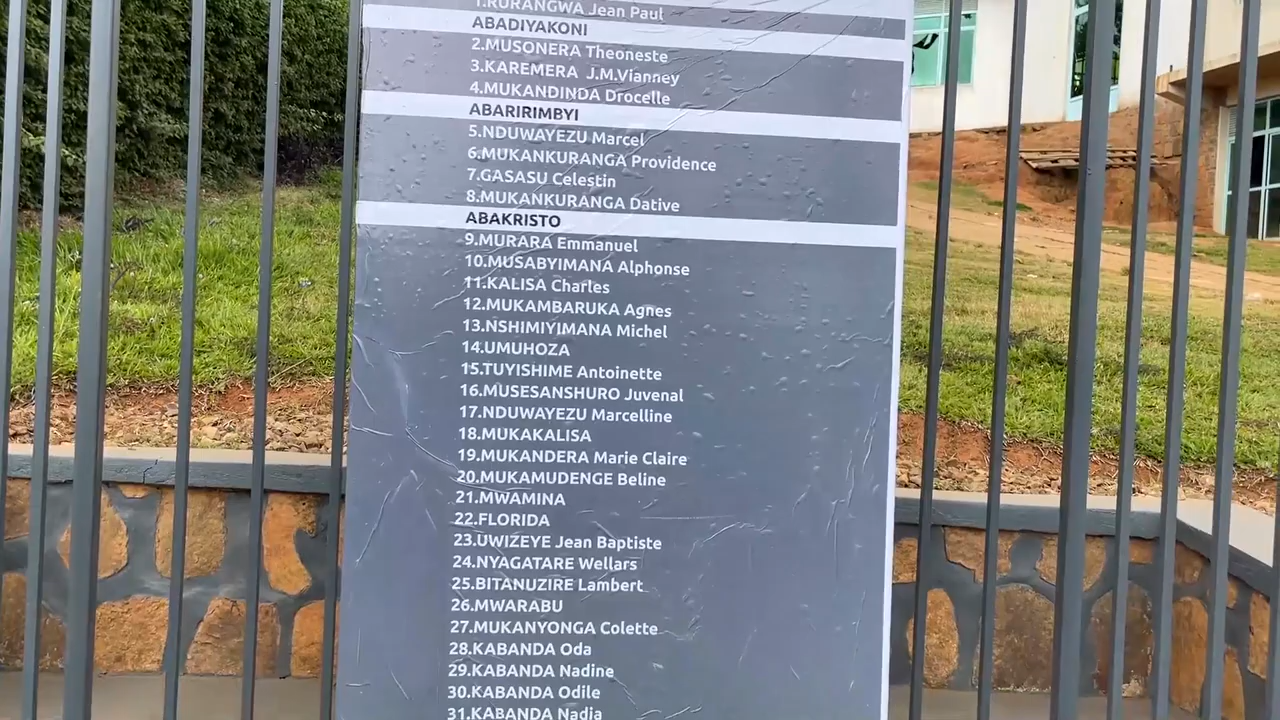 1.RURANGWA Jean Paul
ABADIYAKONI
2.MUSONERA Theoneste
3.KAREMERA J.M.Vianney
4.MUKANDINDA Drocelle
ABARIRIMBYI
5.NDUWAYEZU Marcel
6.MUKANKURANGA Providence
7.GASASU Celestin
8.MUKANKURANGA Dative
ABAKRISTO
9.MURARA Emmanuel
10.MUSABYIMANA Alphonse
11.KALISA Charles
12.MUKAMBARUKA Agnes
13.NSHIMIYIMANA Michel
14.UMUHOZA
15.TUYISHIME Antoinette
16.MUSESANSHURO Juvenal
17.NDUWAYEZU Marcelline
18.MUKAKALISA
19.MUKANDERA Marie Claire
20.MUKAMUDENGE Beline
21.MWAMINA
22.FLORIDA
23.UWIZEYE Jean Baptiste
24.NYAGATARE Wellars
25.BITANUZIRE Lambert
26.MWARABU
27.MUKANYONGA Colette
28.KABANDA Oda
29.KABANDA Nadine
30.KABANDA Odile
31.KABANDA Nadia